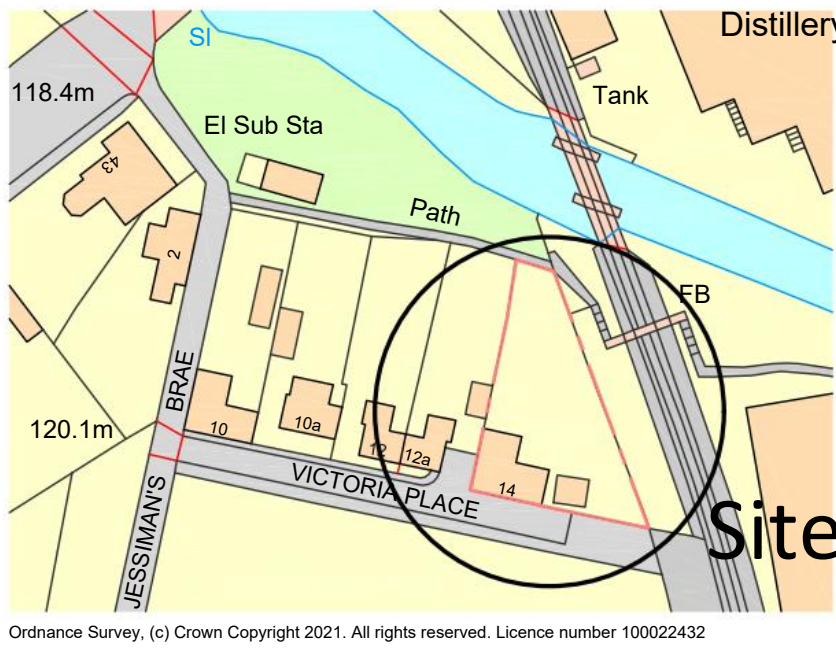 Distillery
Sl
118.4m
Tank
El Sub Sta
43
Path
2
FB
BRAE
10
10a
120.1m
12
12a
VICTORIA PLACE
14
Site
JESSIMAN'S
Ordnance Survey, (c) Crown Copyright 2021. All rights reserved. Licence number 100022432